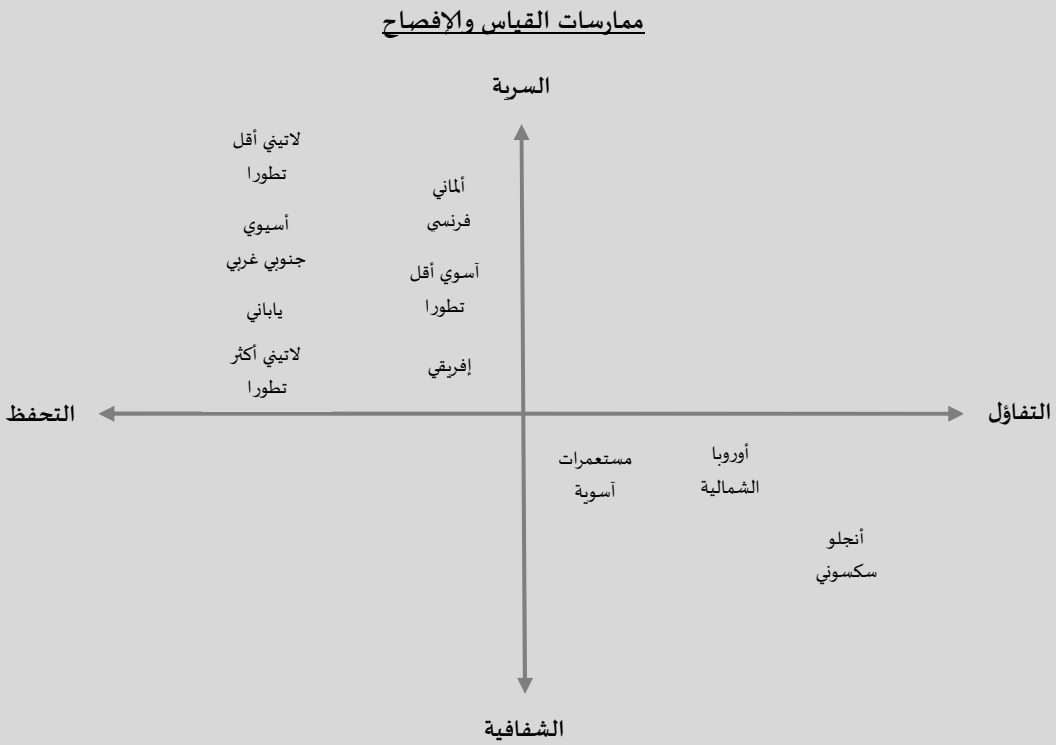 ممارسات القياس والإفصاح
السرية
لاتيني أقل
تطورا
ألماني
فرنسي
أسيوي
جنوبي غربي
آسوي أقل
تطورا
ياباني
لاتيني أكثر
تطورا
إفريقي
التفاؤل
التحفظ
مستعمرات
آسوية
أوروبا
الشمالية
أنجلو
سكسوني
الشفافية